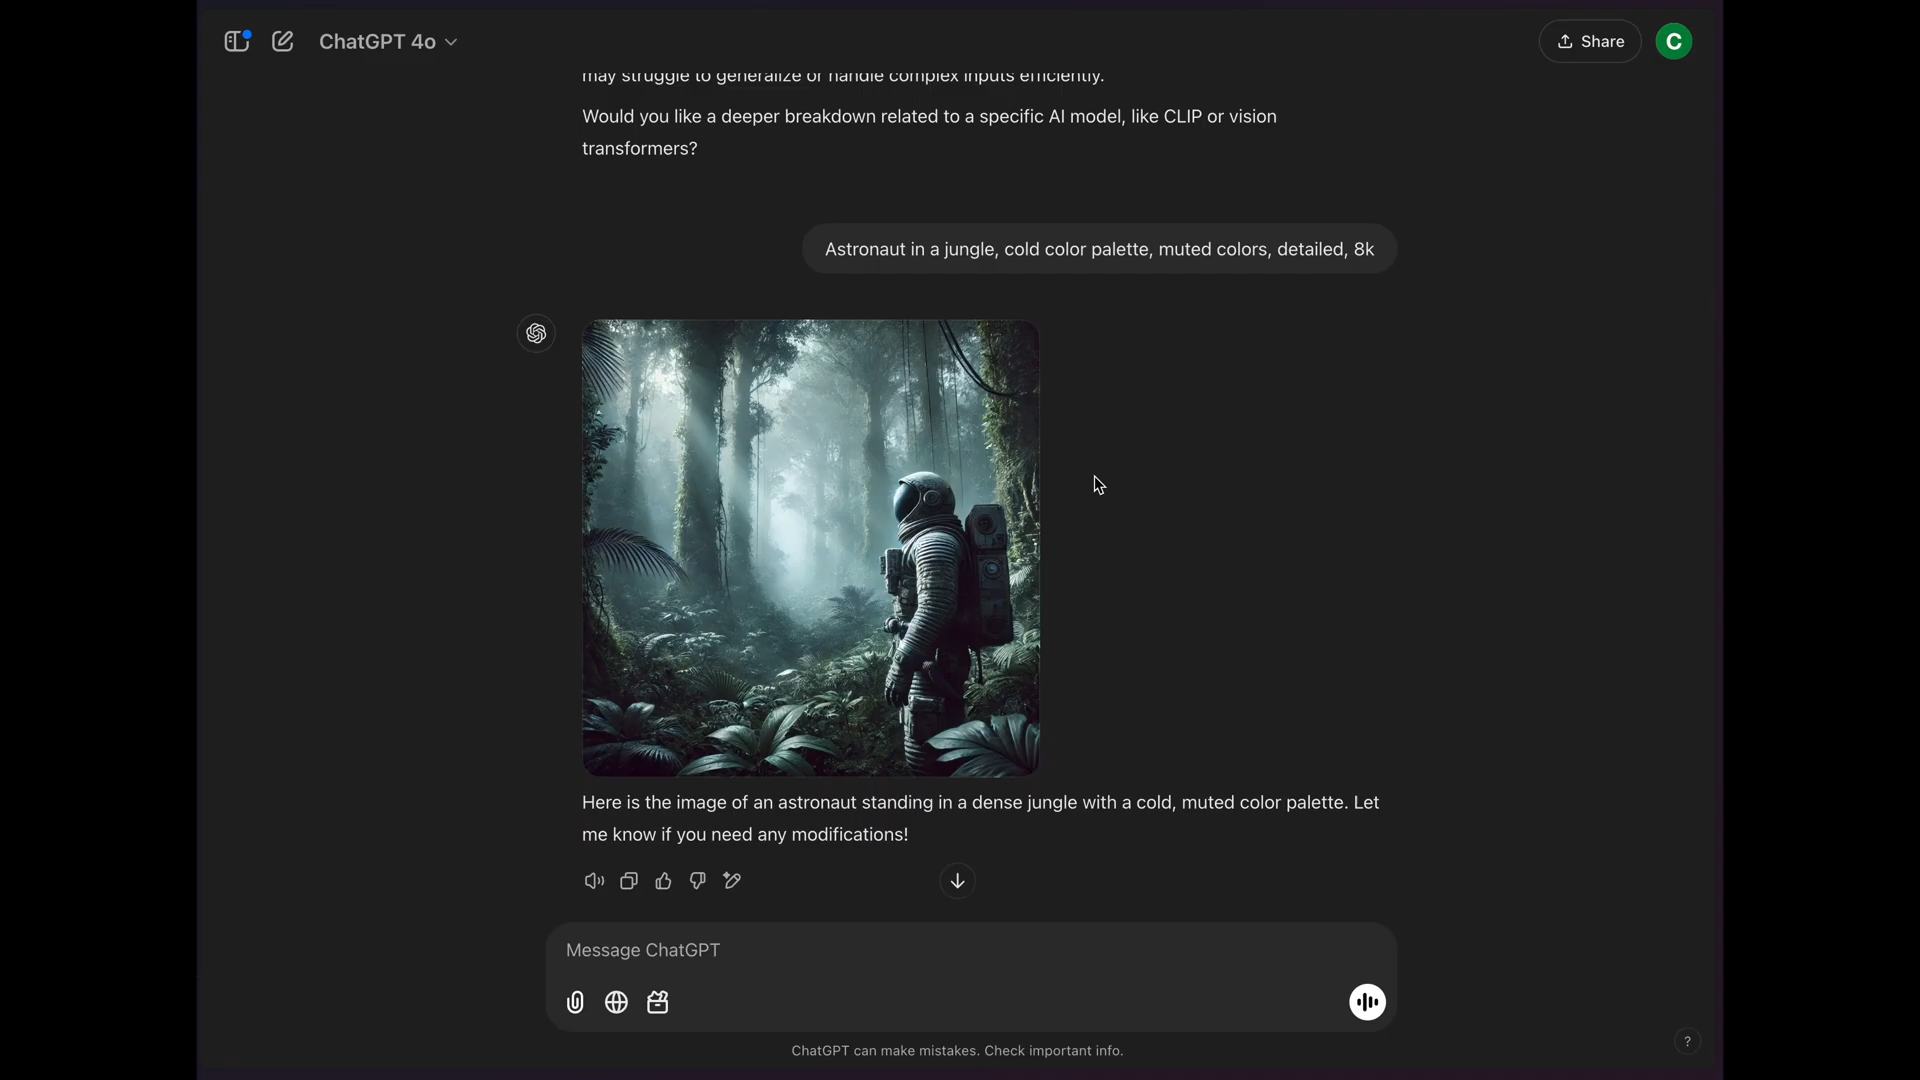 ChatGPT 4o
Share
C
may struggle to generalize or handle complex inputs efficiently.
Would you like a deeper breakdown related to a specific AI model, like CLIP or vision
transformers?
Astronaut in a jungle, cold color palette, muted colors, detailed, 8k
Here is the image of an astronaut standing in a dense jungle with a cold, muted color palette. Let
me know if you need any modifications!
Message ChatGPT
ChatGPT can make mistakes. Check important info.
?